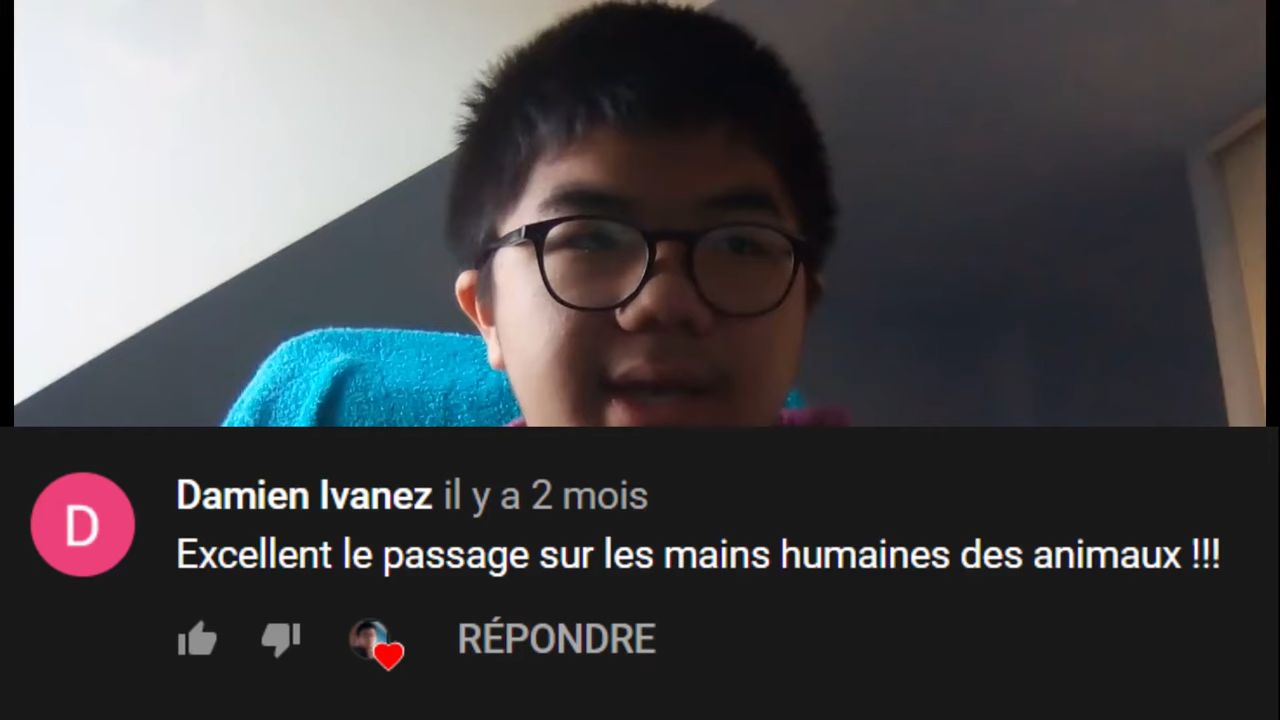 D
Damien Ivanez il y a 2 mois
Excellent le passage sur les mains humaines des animaux !!!
RÉPONDRE